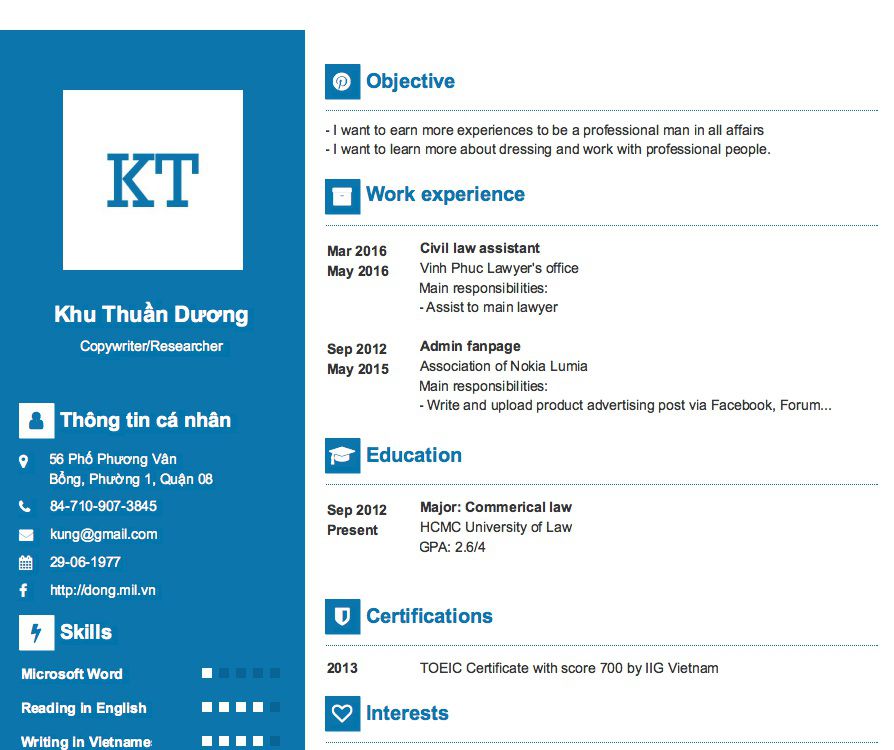 KT
Khu Thuần Dương
Copywriter/Researcher
Thông tin cá nhân
56 Phố Phương Vân
Bổng, Phường 1, Quận 08
84-710-907-3845
kung@gmail.com
29-06-1977
http://dong.mil.vn
Skills
Microsoft Word
Reading in English
Writing in Vietname
Objective
- I want to earn more experiences to be a professional man in all affairs
- I want to learn more about dressing and work with professional people.
Work experience
Mar 2016
May 2016
Civil law assistant
Vinh Phuc Lawyer's office
Main responsibilities:
- Assist to main lawyer
Sep 2012
May 2015
Admin fanpage
Association of Nokia Lumia
Main responsibilities:
- Write and upload product advertising post via Facebook, Forum...
Education
Sep 2012
Present
Major: Commerical law
HCMC University of Law
GPA: 2.6/4
Certifications
2013
TOEIC Certificate with score 700 by IIG Vietnam
Interests